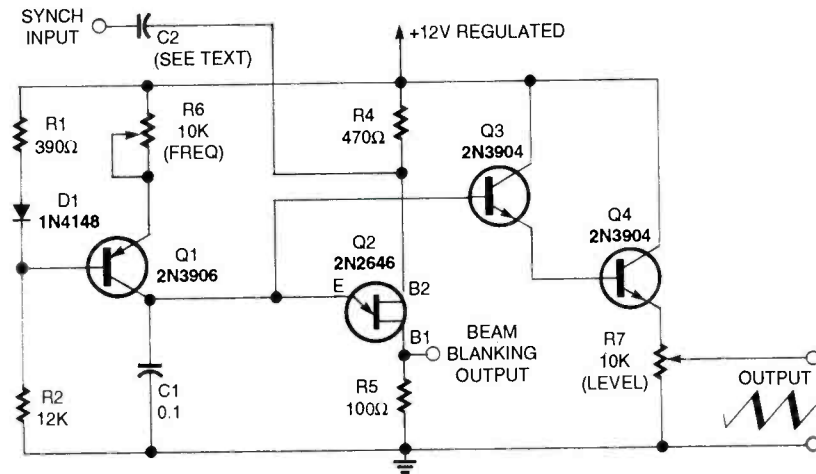 SYNCH
INPUT
C2
(SEE TEXT)
+12V REGULATED
R1
390Ω
R6
10K
(FREQ)
R4
470Ω
Q3
2N3904
D1
1N4148
Q1
2N3906
Q2
2N2646
Q4
2N3904
E
B2
B1
BEAM
BLANKING
OUTPUT
R7
10K
(LEVEL)
R2
12K
C1
0.1
R5
100Ω
OUTPUT